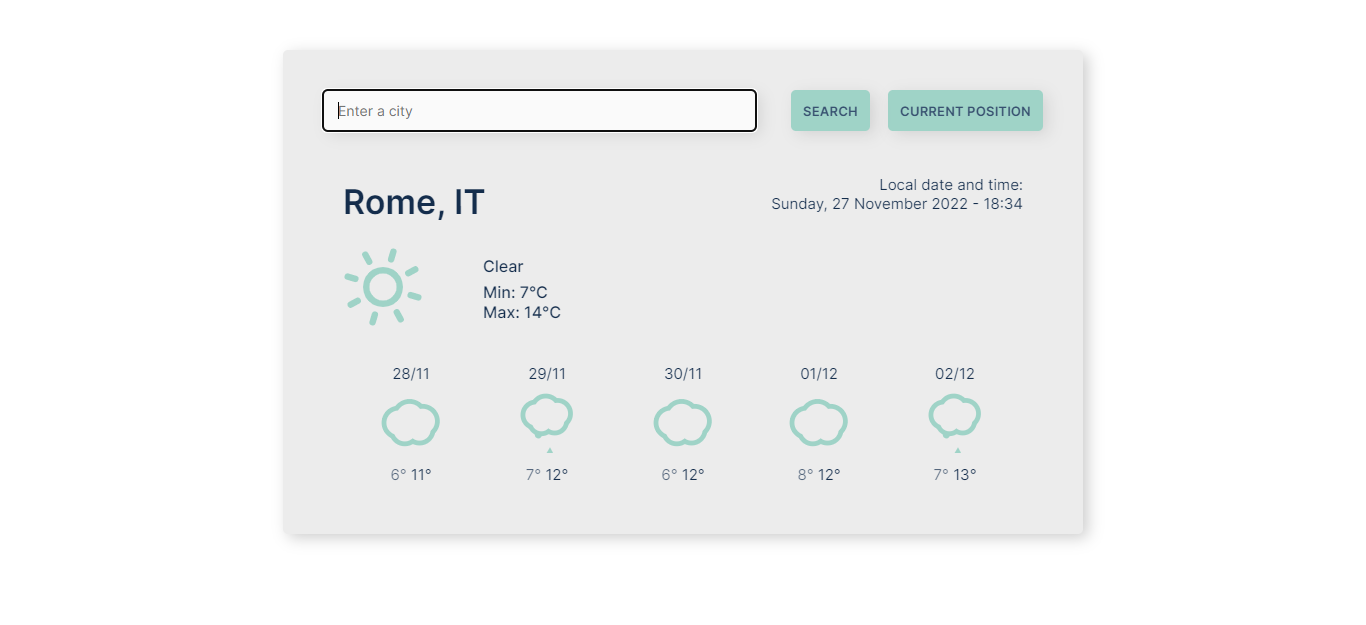 Enter a city
SEARCH
CURRENT POSITION
Rome, IT
Local date and time:
Sunday, 27 November 2022 - 18:34
Clear
Min: 7°C
Max: 14°C
28/11 29/11 30/11 01/12 02/12
6° 11° 7° 12° 6° 12° 8° 12° 7° 13°